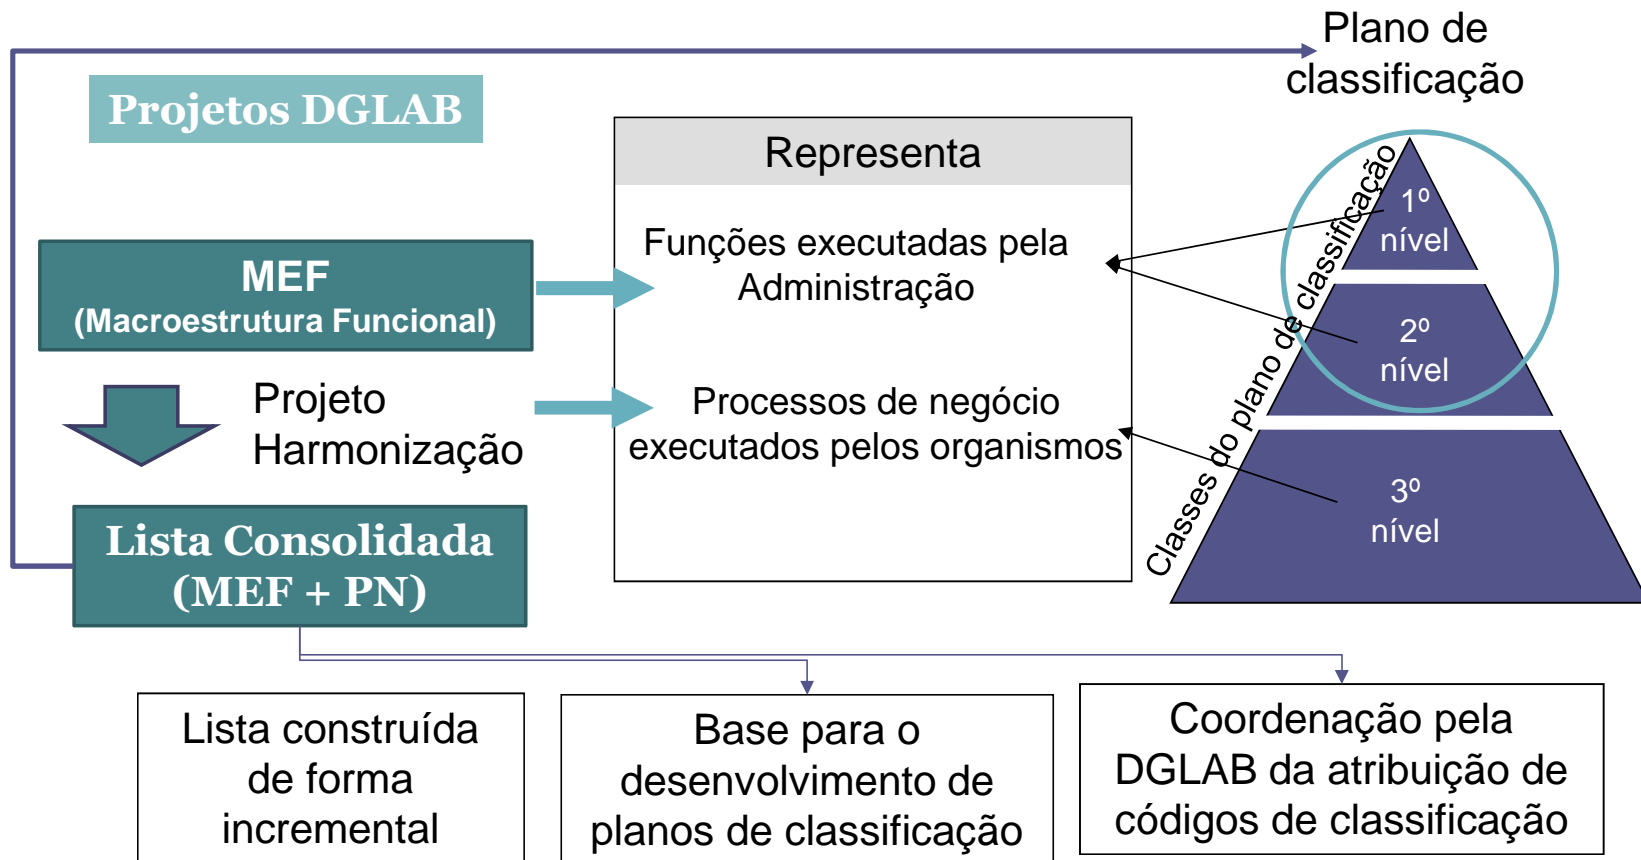 Plano de
classificação
Projetos DGLAB
Representa
MEF
(Macroestrutura Funcional)
Funções executadas pela
Administração
Projeto
Harmonização
Processos de negócio
executados pelos organismos
Lista Consolidada
(MEF + PN)
Classes do plano de classificação
1º
nível
2º
nível
3º
nível
Lista construída
de forma
incremental
Base para o
desenvolvimento de
planos de classificação
Coordenação pela
DGLAB da atribuição de
códigos de classificação